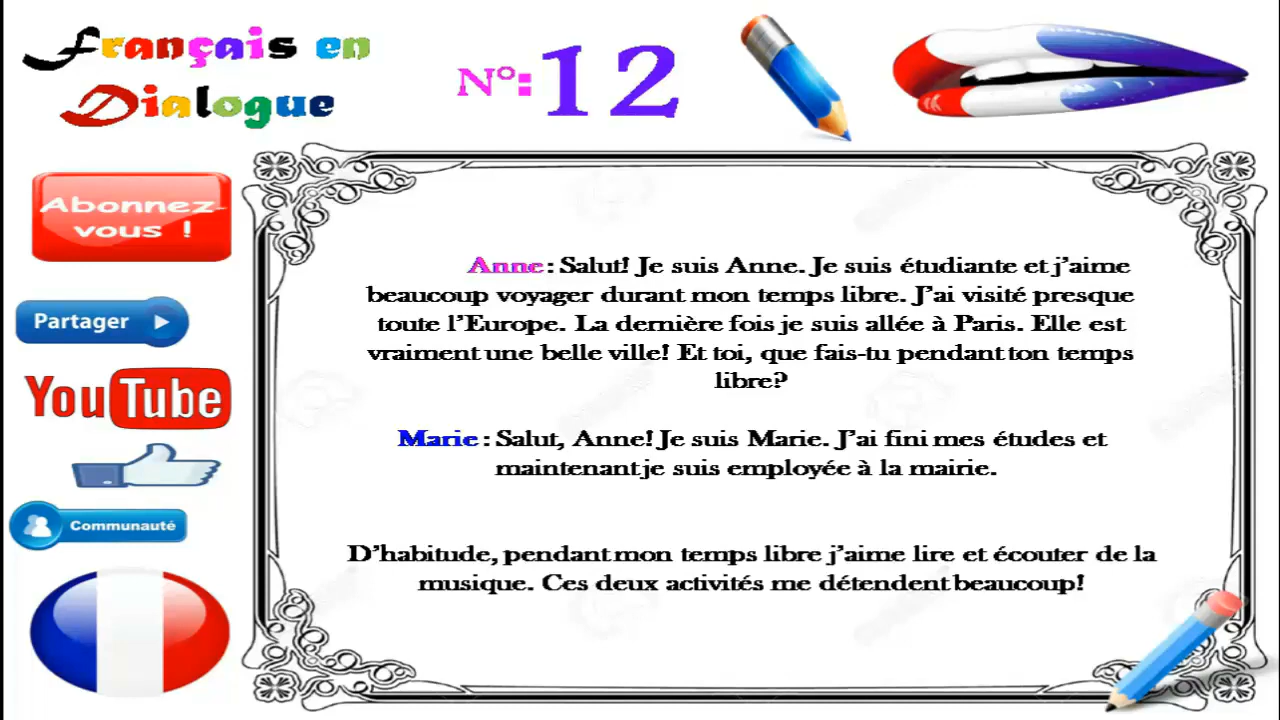 Français en
Dialogue
N°:12
Abonnez-
vous !
Partager
YouTube
Communauté
Anne : Salut! Je suis Anne. Je suis étudiante et j’aime
beaucoup voyager durant mon temps libre. J’ai visité presque
toute l’Europe. La dernière fois je suis allée à Paris. Elle est
vraiment une belle ville! Et toi, que fais-tu pendant ton temps
libre?
Marie : Salut, Anne! Je suis Marie. J’ai fini mes études et
maintenant je suis employée à la mairie.
D’habitude, pendant mon temps libre j’aime lire et écouter de la
musique. Ces deux activités me détendent beaucoup!